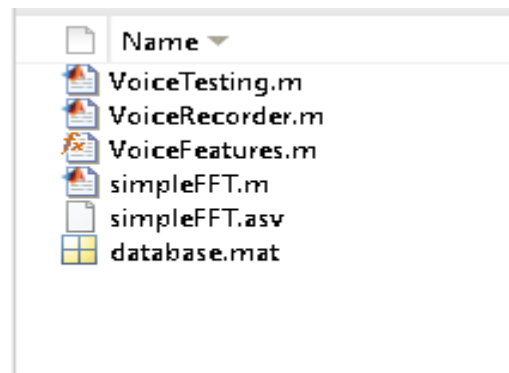 Name
VoiceTesting.m
VoiceRecorder.m
VoiceFeatures.m
simpleFFT.m
simpleFFT.asv
database.mat